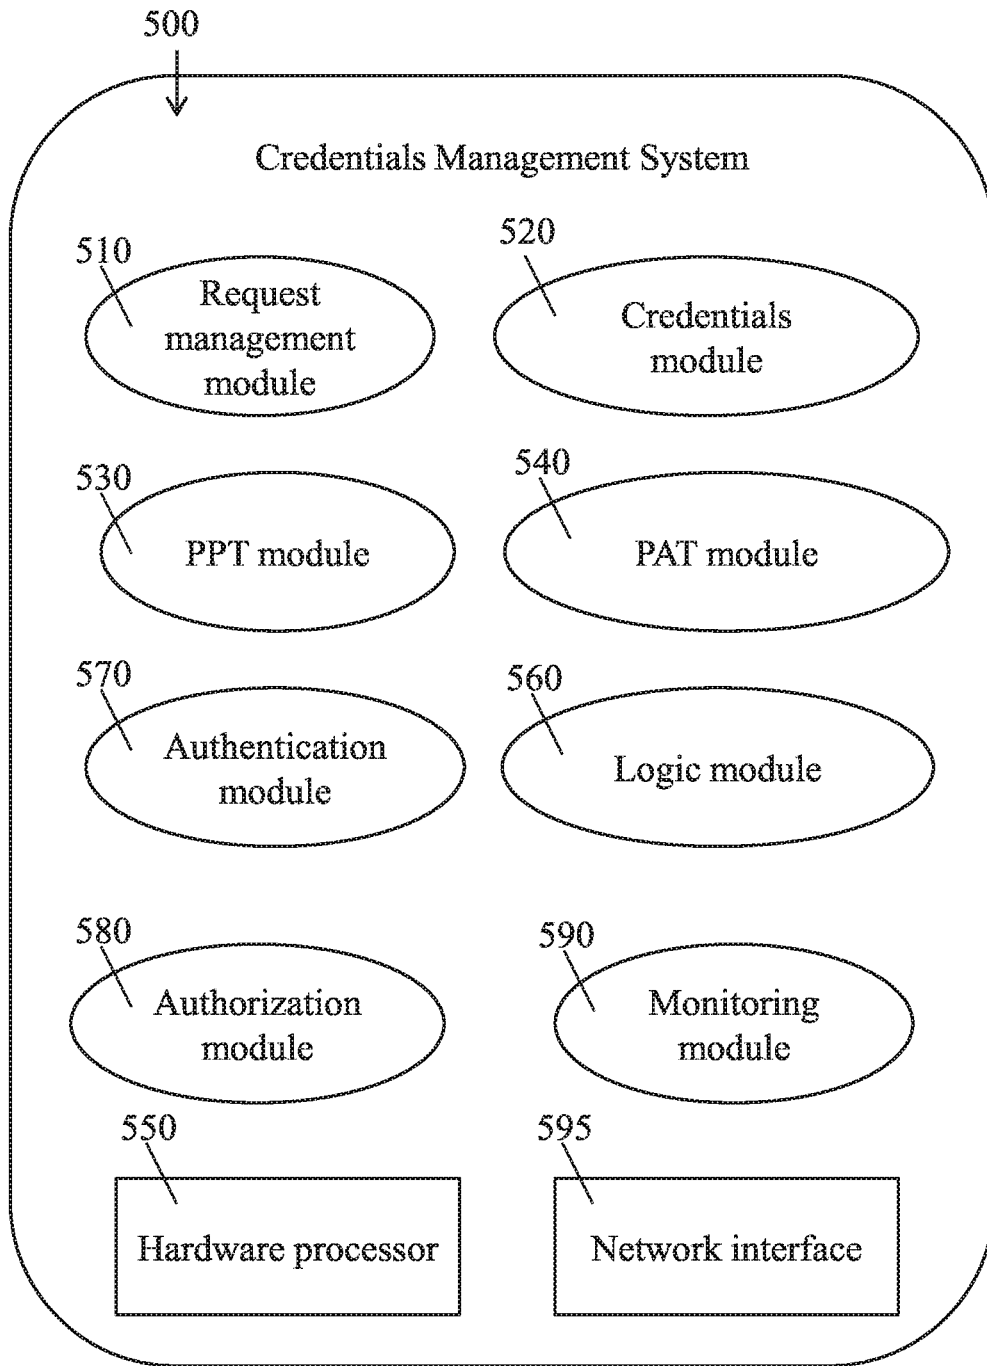 500
Credentials Management System
510
Request
management
module
520
Credentials
module
530
PPT module
540
PAT module
570
Authentication
module
560
Logic module
580
Authorization
module
590
Monitoring
module
550
Hardware processor
595
Network interface